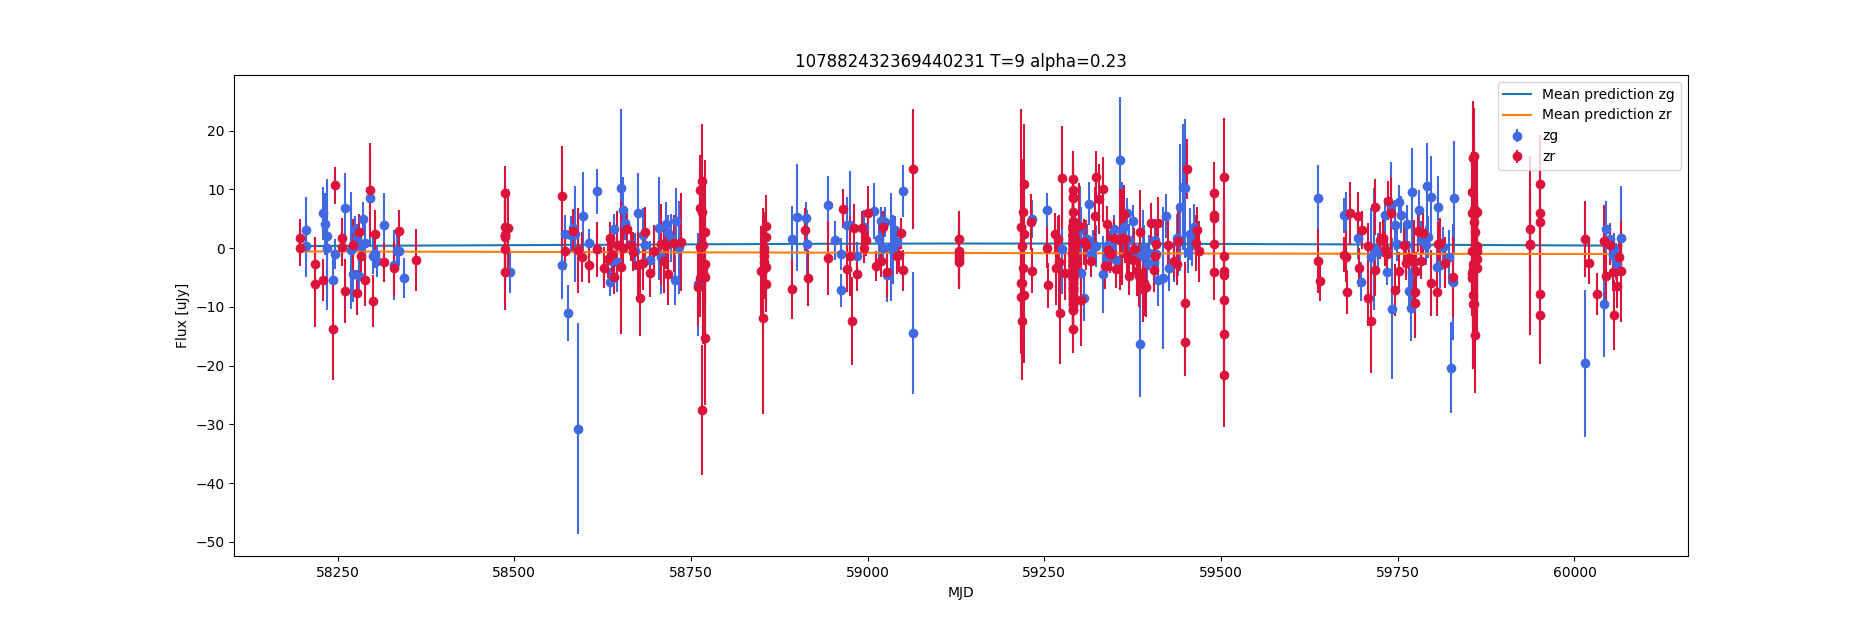 107882432369440231 T=9 alpha=0.23
Mean prediction zg
Mean prediction zr
zg
zr
20
10
0
−10
−20
−30
−40
−50
Flux [uJy]
58250 58500 58750 59000 59250 59500 59750 60000
MJD